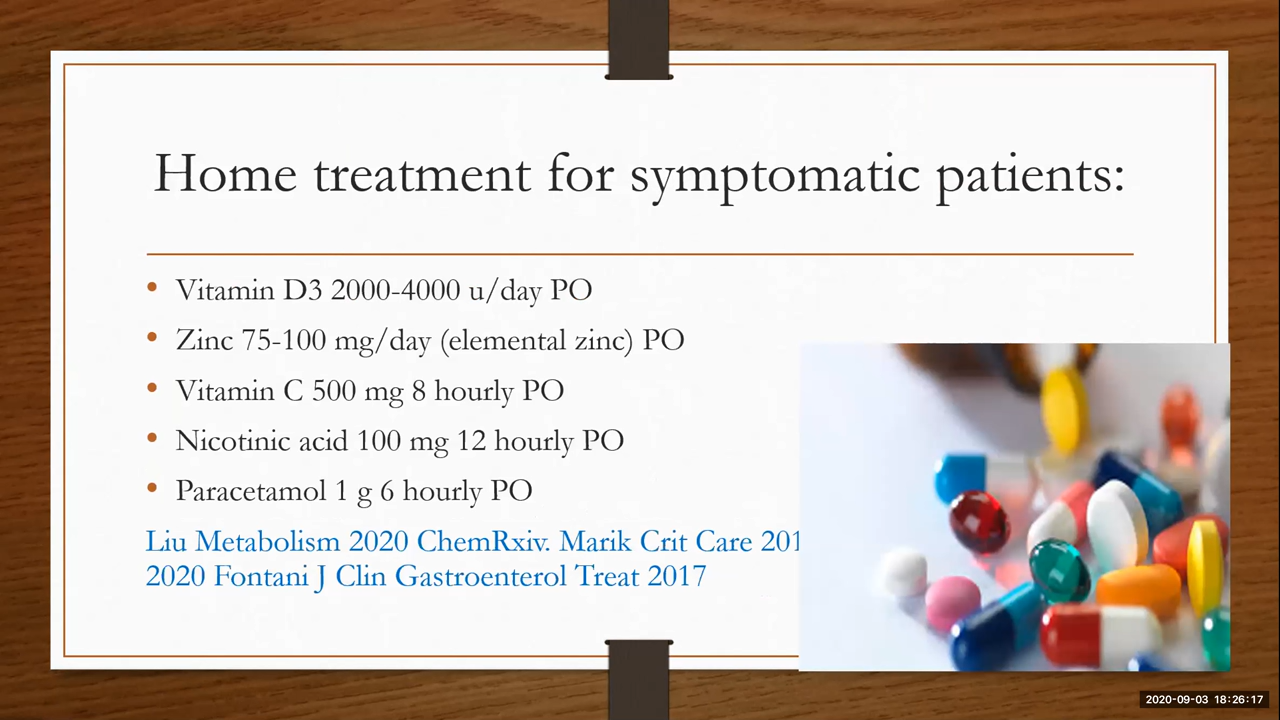 Home treatment for symptomatic patients:
• Vitamin D3 2000-4000 u/day PO
• Zinc 75-100 mg/day (elemental zinc) PO
• Vitamin C 500 mg 8 hourly PO
• Nicotinic acid 100 mg 12 hourly PO
• Paracetamol 1 g 6 hourly PO
Liu Metabolism 2020 ChemRxiv. Marik Crit Care 201
2020 Fontani J Clin Gastroenterol Treat 2017
2020-09-03 18:26:17